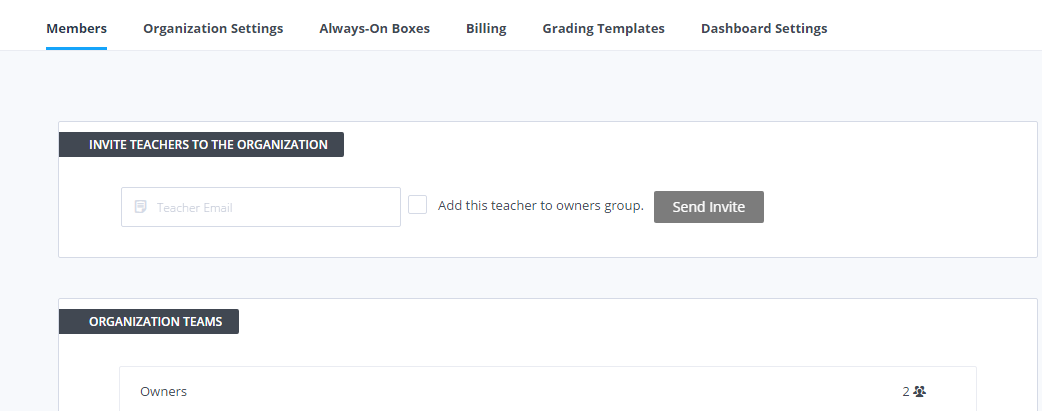 Members Organization Settings Always-On Boxes Billing Grading Templates Dashboard Settings
INVITE TEACHERS TO THE ORGANIZATION
Teacher Email Add this teacher to owners group. Send Invite
ORGANIZATION TEAMS
Owners 2